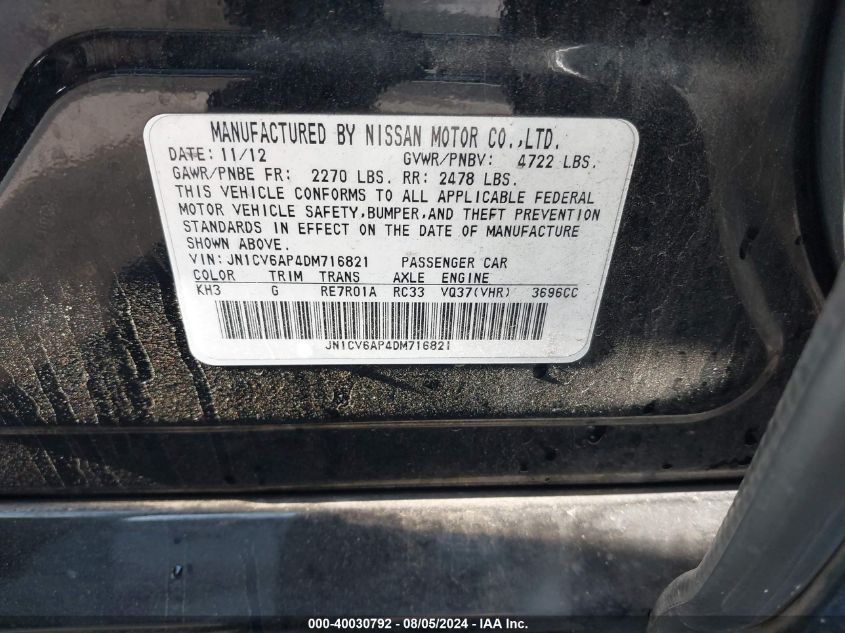 MANUFACTURED BY NISSAN MOTOR CO.,LTD.
DATE: 11/12 GVWR/PNBV: 4722 LBS.
GAWR/PNBE FR: 2270 LBS. RR: 2478 LBS.
THIS VEHICLE CONFORMS TO ALL APPLICABLE FEDERAL
MOTOR VEHICLE SAFETY,BUMPER,AND THEFT PREVENTION
STANDARDS IN EFFECT ON THE DATE OF MANUFACTURE
SHOWN ABOVE.
VIN: JN1CV6AP4DM716821 PASSENGER CAR
COLOR TRIM TRANS AXLE ENGINE
KH3 G RE7R01A RC33 VQ37(VHR) 3696CC
JN1CV6AP4DM716821
000-40030792 - 08/05/2024 - IAA Inc.